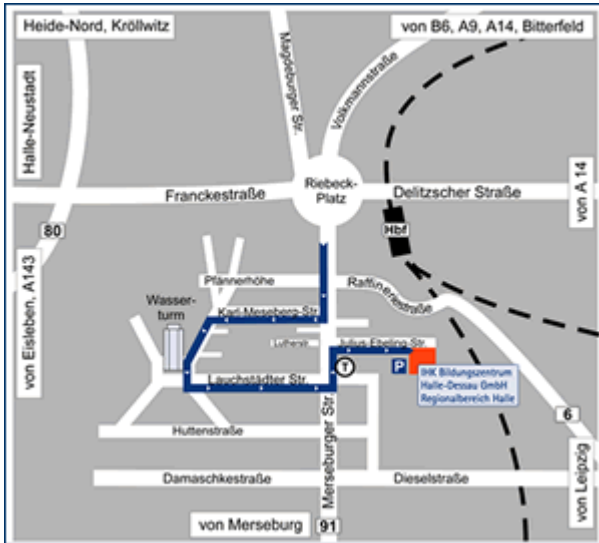 Heide-Nord, Kröllwitz
von B6, A9, A14, Bitterfeld
Magdeburger Str.
Volkmannstraße
Halle-Neustadt
Riebeck-
Platz
Franckestraße
Delitzscher Straße
von A 14
80
Hbf
von Eisleben, A143
Pfännerhöhe
Raffineriestraße
Wasser-
turm
Karl-Meseberg-Str.
Lutherstr.
Julius-Ebeling-Str.
T
P
Lauchstädter Str.
IHK Bildungszentrum
Halle-Dessau GmbH
Regionalbereich Halle
Merseburger Str.
6
Huttenstraße
von Leipzig
Damaschkestraße
Dieselstraße
von Merseburg
91